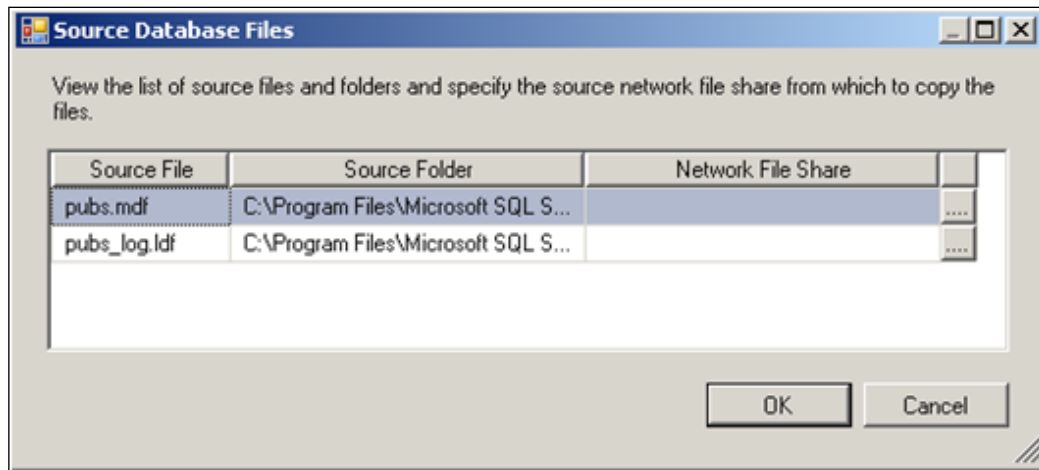 Source Database Files
View the list of source files and folders and specify the source network file share from which to copy the
files.
Source File Source Folder Network File Share
pubs.mdf C:\Program Files\Microsoft SQL S... ....
pubs_log.ldf C:\Program Files\Microsoft SQL S... ....
OK Cancel